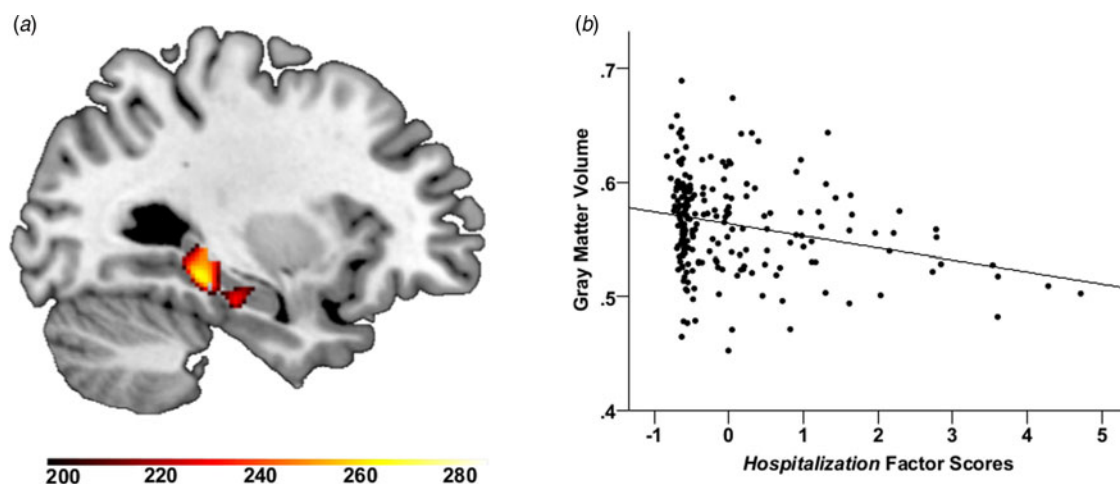 (a)
200 220 240 260 280
(b)
.7
.6
.5
.4
Gray Matter Volume
-1 0 1 2 3 4 5
Hospitalization Factor Scores